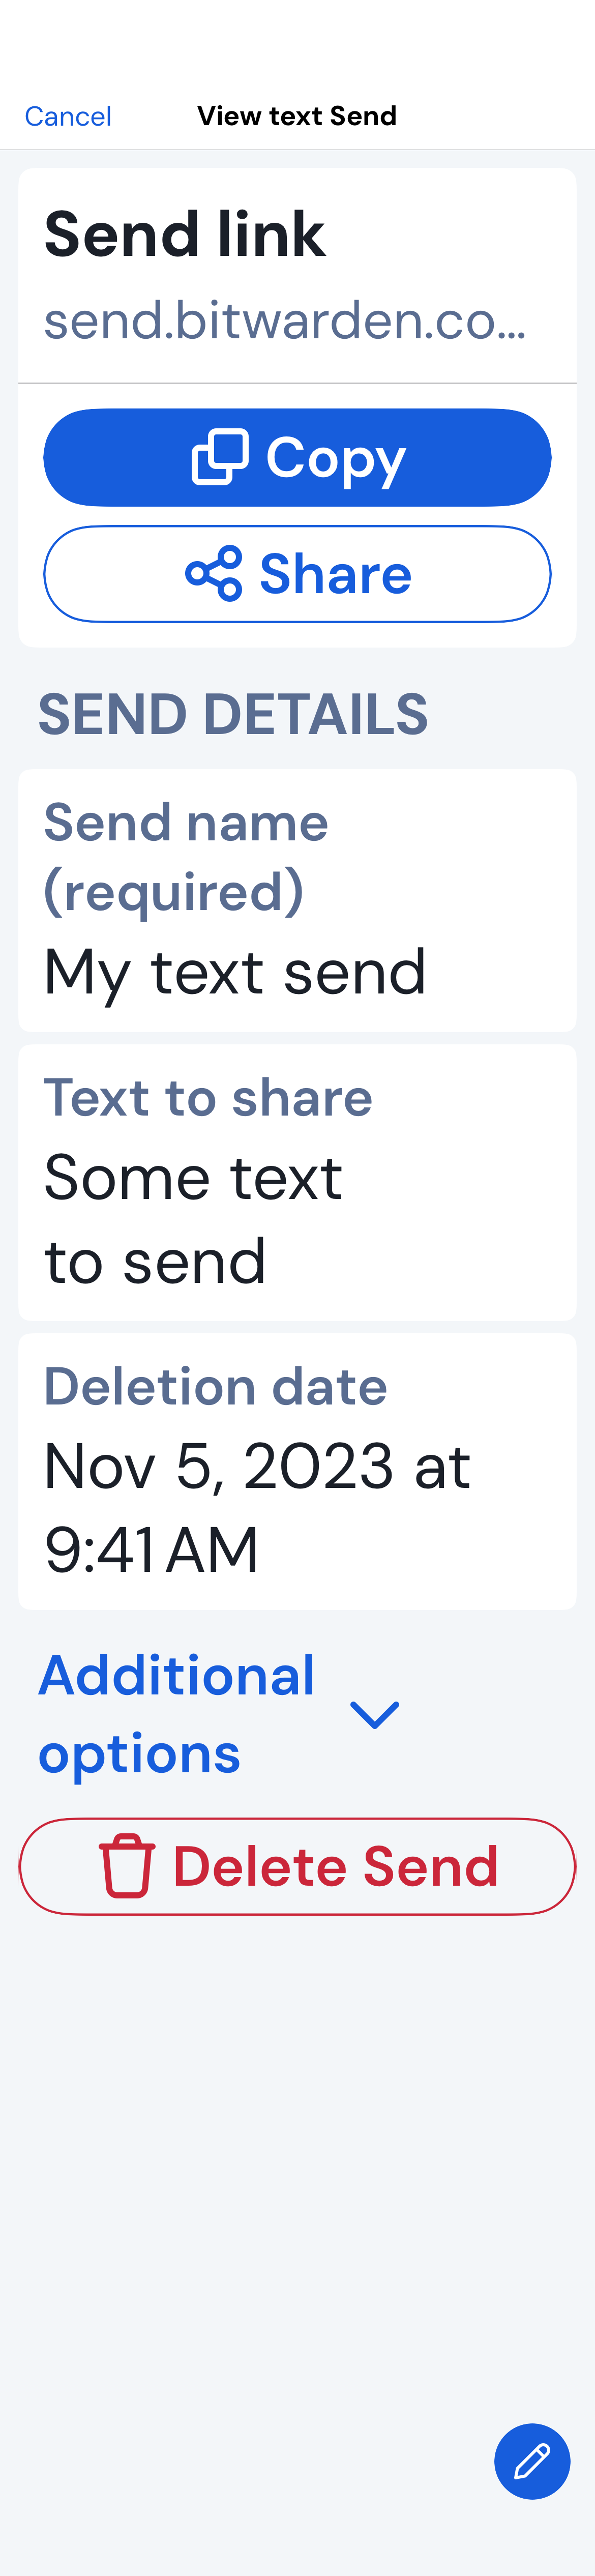 Cancel View text Send
Send link
send.bitwarden.co...
Copy
Share
SEND DETAILS
Send name
(required)
My text send
Text to share
Some text
to send
Deletion date
Nov 5, 2023 at
9:41 AM
Additional
options
Delete Send